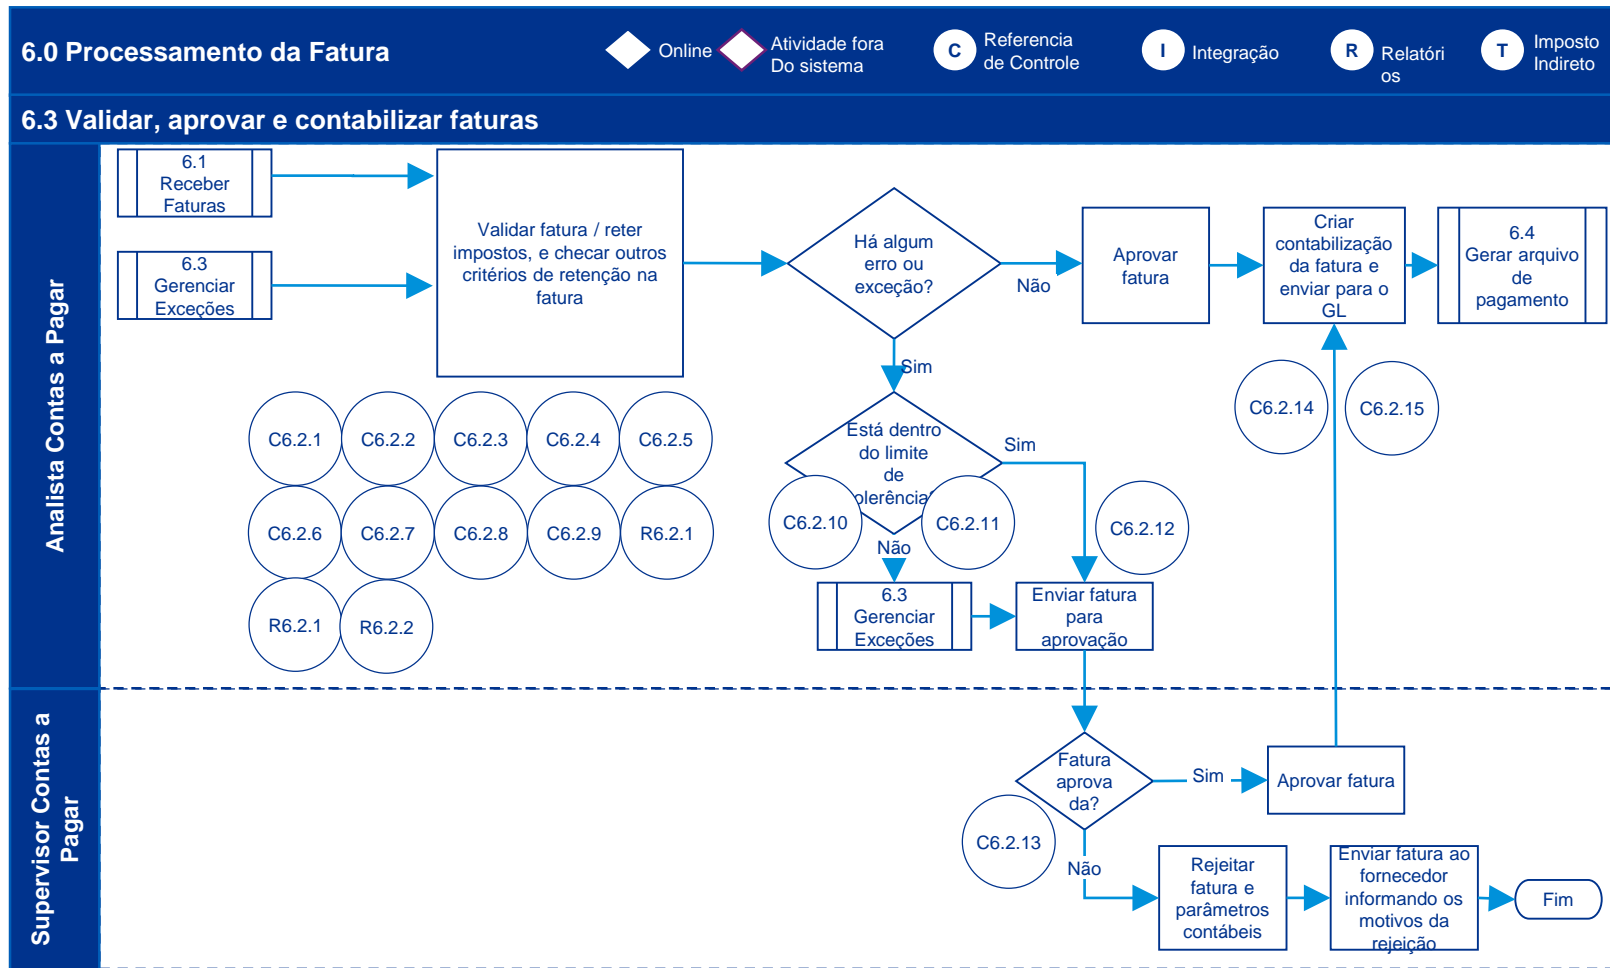 6.0 Processamento da Fatura
Online
Atividade fora
Do sistema
C
Referencia
de Controle
I
Integração
R
Relatóri
os
T
Imposto
Indireto
6.3 Validar, aprovar e contabilizar faturas
Analista Contas a Pagar
6.1
Receber
Faturas
6.3
Gerenciar
Exceções
Validar fatura / reter
impostos, e checar outros
critérios de retenção na
fatura
Há algum
erro ou
exceção?
Não
Aprovar
fatura
Criar
contabilização
da fatura e
enviar para o
GL
6.4
Gerar arquivo
de
pagamento
Sim
C6.2.14
C6.2.15
C6.2.1
C6.2.2
C6.2.3
C6.2.4
C6.2.5
Está dentro
do limite
de
olerência?
Sim
C6.2.6
C6.2.7
C6.2.8
C6.2.9
R6.2.1
C6.2.10
C6.2.11
C6.2.12
Não
R6.2.1
R6.2.2
6.3
Gerenciar
Exceções
Enviar fatura
para
aprovação
Supervisor Contas a
Pagar
Fatura
aprova
da?
Sim
Aprovar fatura
C6.2.13
Não
Rejeitar
fatura e
parâmetros
contábeis
Enviar fatura ao
fornecedor
informando os
motivos da
rejeição
Fim